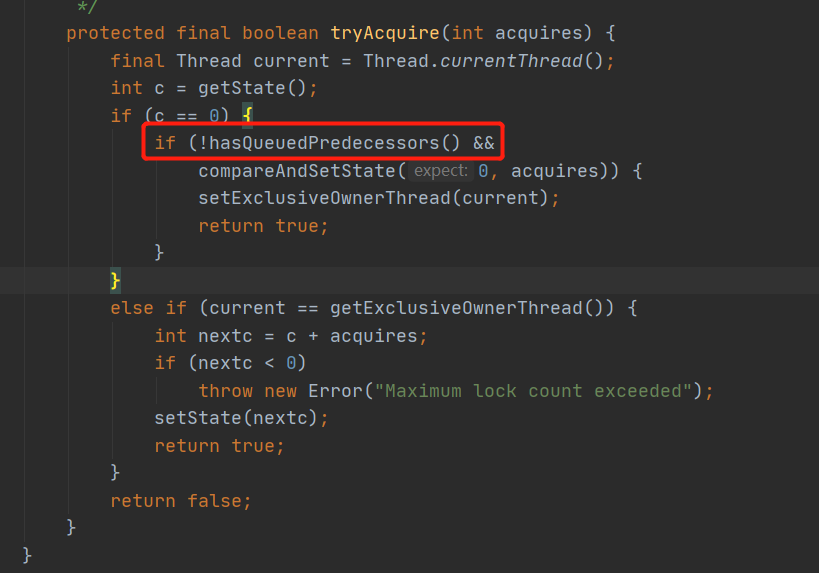 */
protected final boolean tryAcquire(int acquires) {
final Thread current = Thread.currentThread();
int c = getState();
if (c == 0) {
if (!hasQueuedPredecessors() &&
compareAndSetState( expect: 0, acquires)) {
setExclusiveOwnerThread(current);
return true;
}
}
else if (current == getExclusiveOwnerThread()) {
int nextc = c + acquires;
if (nextc < 0)
throw new Error("Maximum lock count exceeded");
setState(nextc);
return true;
}
return false;
}
}